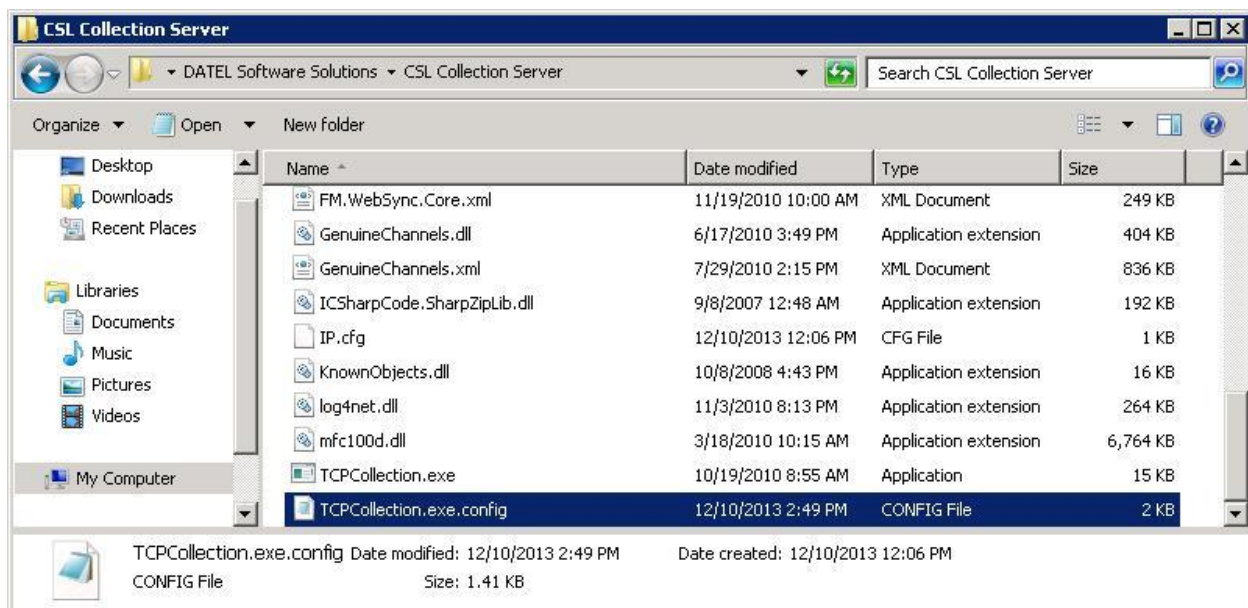 CSL Collection Server
DATEL Software Solutions CSL Collection Server Search CSL Collection Server
Organize Open New folder
Desktop
Downloads
Recent Places
Libraries
Documents
Music
Pictures
Videos
My Computer
Name Date modified Type Size
FM.WebSync.Core.xml 11/19/2010 10:00 AM XML Document 249 KB
GenuineChannels.dll 6/17/2010 3:49 PM Application extension 404 KB
GenuineChannels.xml 7/29/2010 2:15 PM XML Document 836 KB
ICSharpCode.SharpZipLib.dll 9/8/2007 12:48 AM Application extension 192 KB
IP.cfg 12/10/2013 12:06 PM CFG File 1 KB
KnownObjects.dll 10/8/2008 4:43 PM Application extension 16 KB
log4net.dll 11/3/2010 8:13 PM Application extension 264 KB
mfc100d.dll 3/18/2010 10:15 AM Application extension 6,764 KB
TCPCollection.exe 10/19/2010 8:55 AM Application 15 KB
TCPCollection.exe.config 12/10/2013 2:49 PM CONFIG File 2 KB
TCPCollection.exe.config Date modified: 12/10/2013 2:49 PM Date created: 12/10/2013 12:06 PM
CONFIG File Size: 1.41 KB